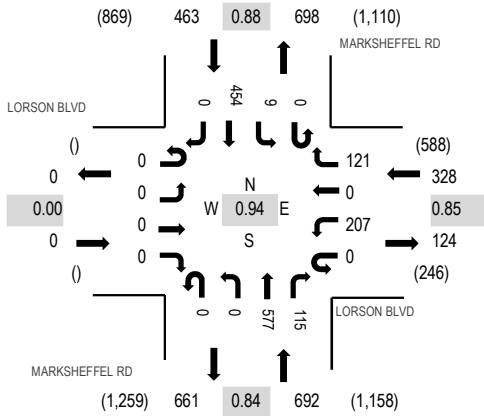 (869) 463 0.88 698 (1,110)
MARKSHEFFEL RD
0 454 9 0
LORSON BLVD
() 0 121 (588)
0 0 N 0 328
0.00 0 W 0.94 E 207 0.85
0 0 S 0 124
() (246)
0 0 577 115
LORSON BLVD
MARKSHEFFEL RD
(1,259) 661 0.84 692 (1,158)